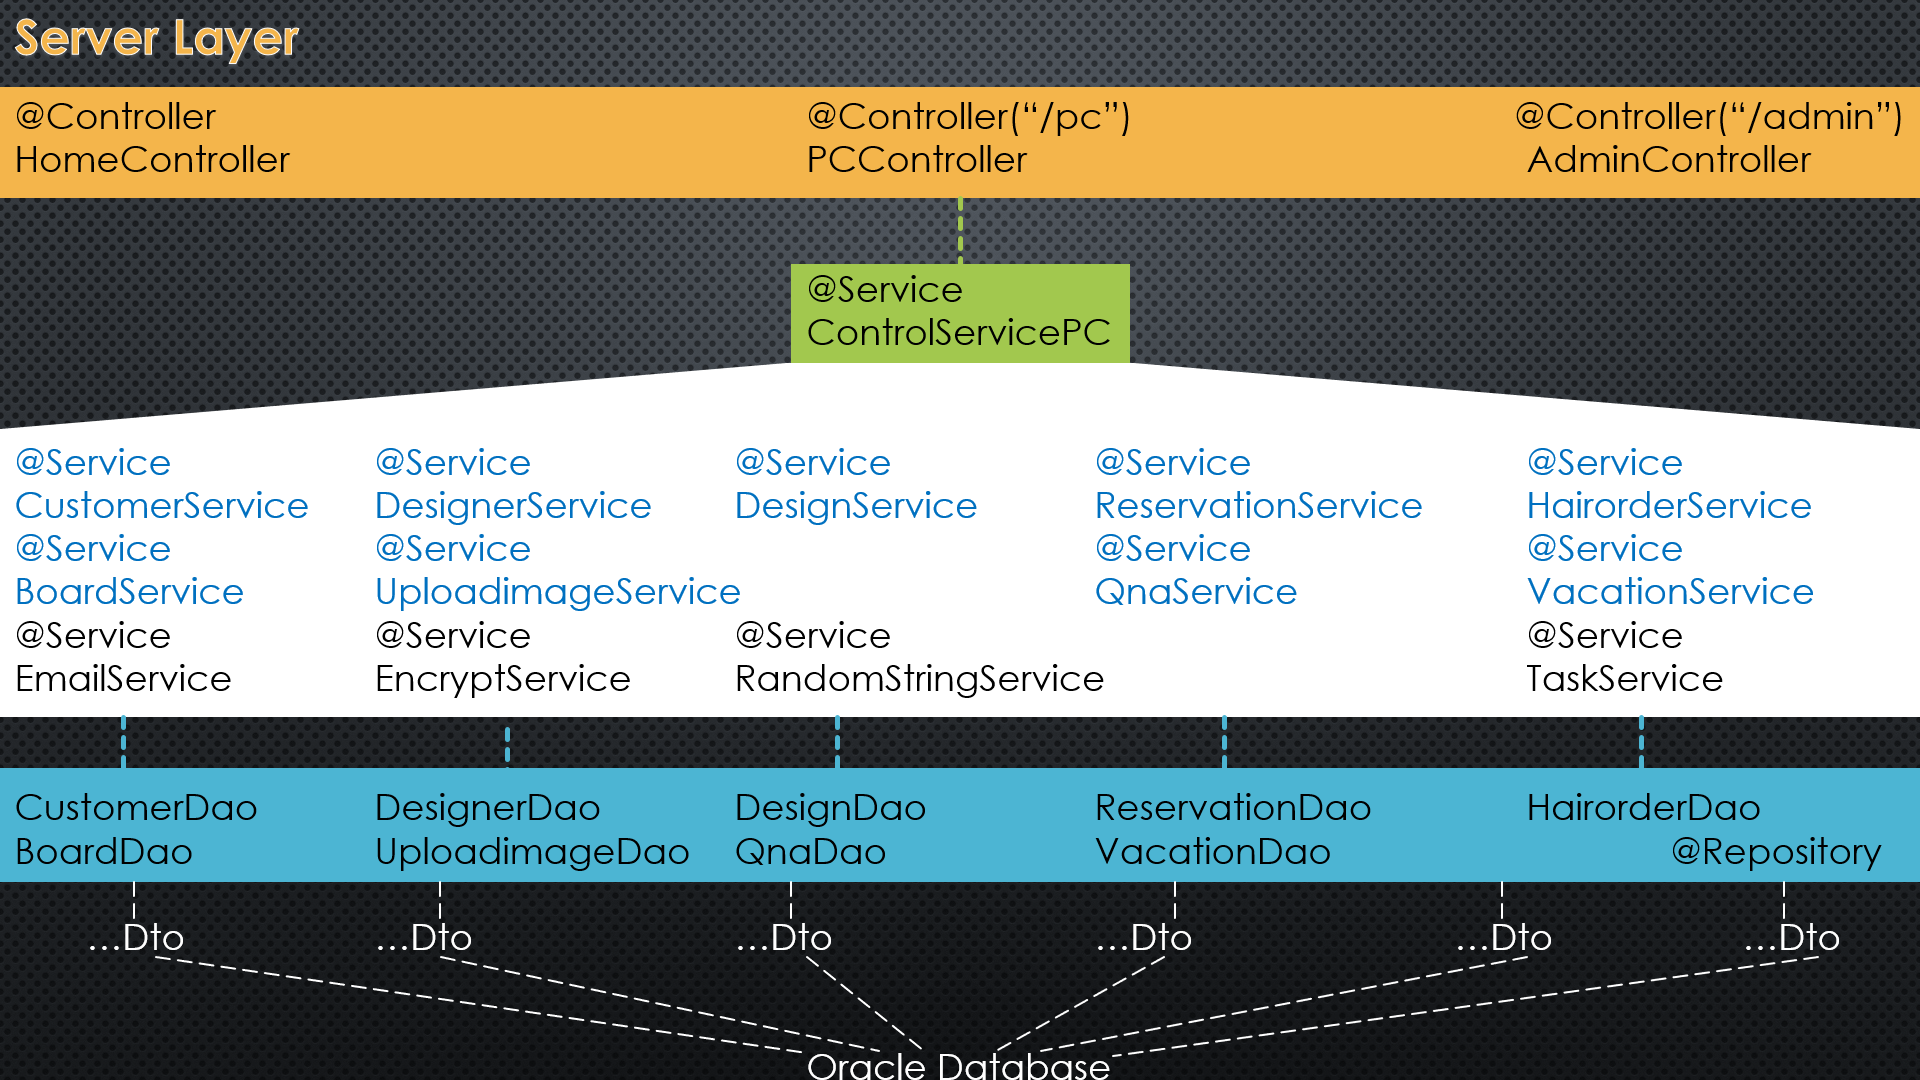 Server Layer
@Controller @Controller(“/pc”) @Controller(“/admin”)
HomeController PCController AdminController
@Service
ControlServicePC
@Service @Service @Service @Service @Service
CustomerService DesignerService DesignService ReservationService HairorderService
@Service @Service @Service @Service
BoardService UploadimageService QnaService VacationService
@Service @Service @Service @Service
EmailService EncryptService RandomStringService TaskService
CustomerDao DesignerDao DesignDao ReservationDao HairorderDao
BoardDao UploadimageDao QnaDao VacationDao @Repository
…Dto …Dto …Dto …Dto …Dto …Dto
Oracle Database